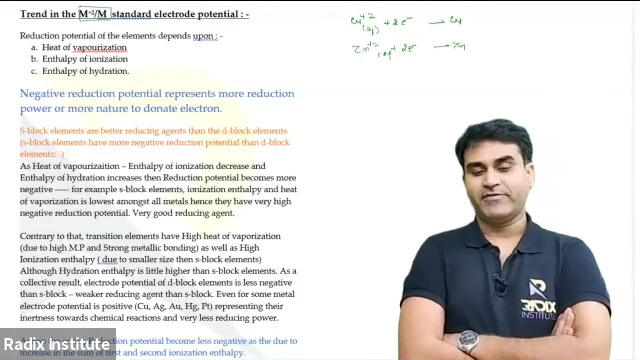 Trend in the M⁺²/M standard electrode potential : -
Reduction potential of the elements depends upon :
a. Heat of vapourization
b. Enthalpy of ionization
c. Enthalpy of hydration.
Negative reduction potential represents more reduction
power or more nature to donate electron.
S-block elements are better reducing agents than the d-block elements
(s-block elements have more negative reduction potential than d-block
elements: -)
As Heat of vapourizaition – Enthalpy of ionization decrease and
Enthalpy of hydration increases then Reduction potential becomes more
negative ----- for example s-block elements, ionization enthalpy and heat
of vaporization is lowest amongst all metals hence they have very high
negative reduction potential. Very good reducing agent.
Contrary to that, transition elements have High heat of vaporization
(due to high M.P and Strong metallic bonding) as well as High
Ionization enthalpy ( due to smaller size then s-block elements)
Although Hydration enthalpy is little higher than s-block elements. As a
collective result, electrode potential of d-block elements is less negative
than s-block – weaker reducing agent than s-block. Even for some metal
electrode potential is positive (Cu, Ag, Au, Hg, Pt) representing their
inertness towards chemical reactions and very less reducing power.
potential become less negative as the due to
increase in the sum of first and second ionization enthalpy.
Cu⁺² (aq) + 2e⁻ → Cu
Zn⁺² (aq) + 2e⁻ → Zn
RADIX
Radix Institute